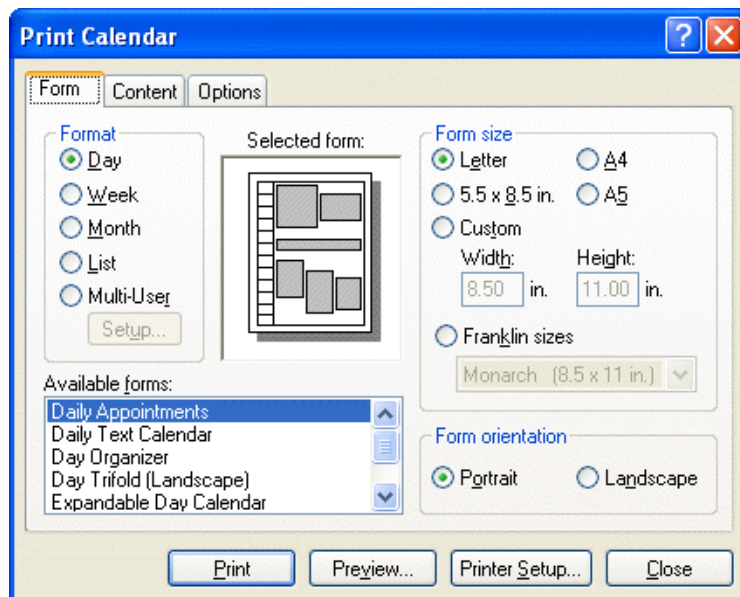 Print Calendar
Form Content Options
Format
Day
Week
Month
List
Multi-User
Setup...
Selected form:
Form size
Letter A4
5.5 x 8.5 in. A5
Custom
Width: Height:
8.50 in. 11.00 in.
Franklin sizes
Monarch (8.5 x 11 in.)
Available forms:
Daily Appointments
Daily Text Calendar
Day Organizer
Day Trifold (Landscape)
Expandable Day Calendar
Form orientation
Portrait Landscape
Print Preview... Printer Setup... Close